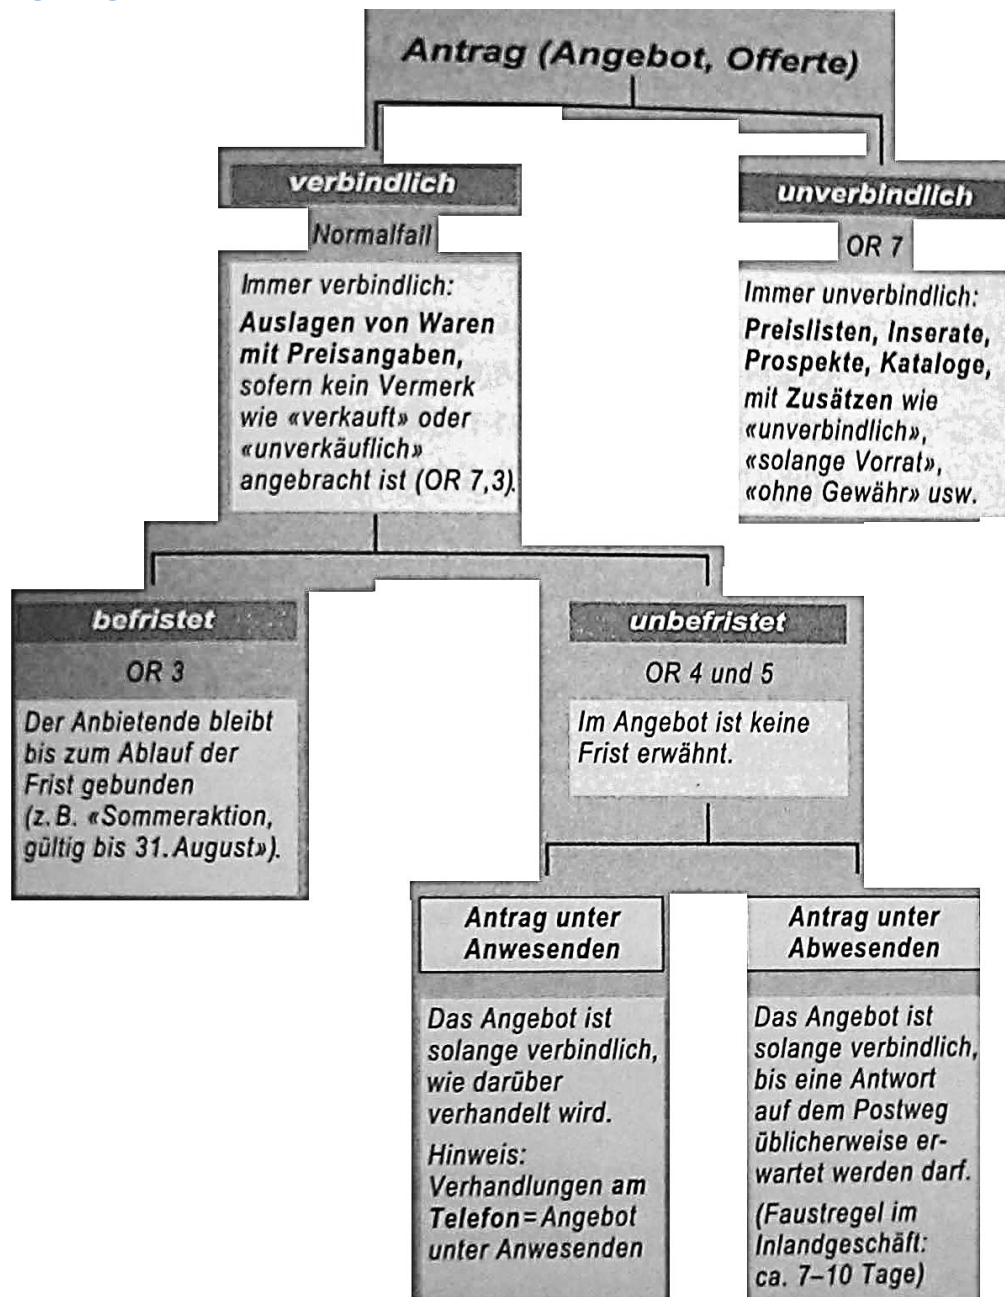 Antrag (Angebot, Offerte)
verbindlich
Normalfall
Immer verbindlich:
Auslagen von Waren
mit Preisangaben,
sofern kein Vermerk
wie «verkauft» oder
«unverkäuflich»
angebracht ist (OR 7,3).
unverbindlich
OR 7
Immer unverbindlich:
Preislisten, Inserate,
Prospekte, Kataloge,
mit Zusätzen wie
«unverbindlich»,
«solange Vorrat»,
«ohne Gewähr» usw.
befristet
OR 3
Der Anbietende bleibt
bis zum Ablauf der
Frist gebunden
(z. B. «Sommeraktion,
gültig bis 31. August»).
unbefristet
OR 4 und 5
Im Angebot ist keine
Frist erwähnt.
Antrag unter
Anwesenden
Das Angebot ist
solange verbindlich,
wie darüber
verhandelt wird.
Hinweis:
Verhandlungen am
Telefon = Angebot
unter Anwesenden
Antrag unter
Abwesenden
Das Angebot ist
solange verbindlich,
bis eine Antwort
auf dem Postweg
üblicherweise er-
wartet werden darf.
(Faustregel im
Inlandgeschäft:
ca. 7–10 Tage)